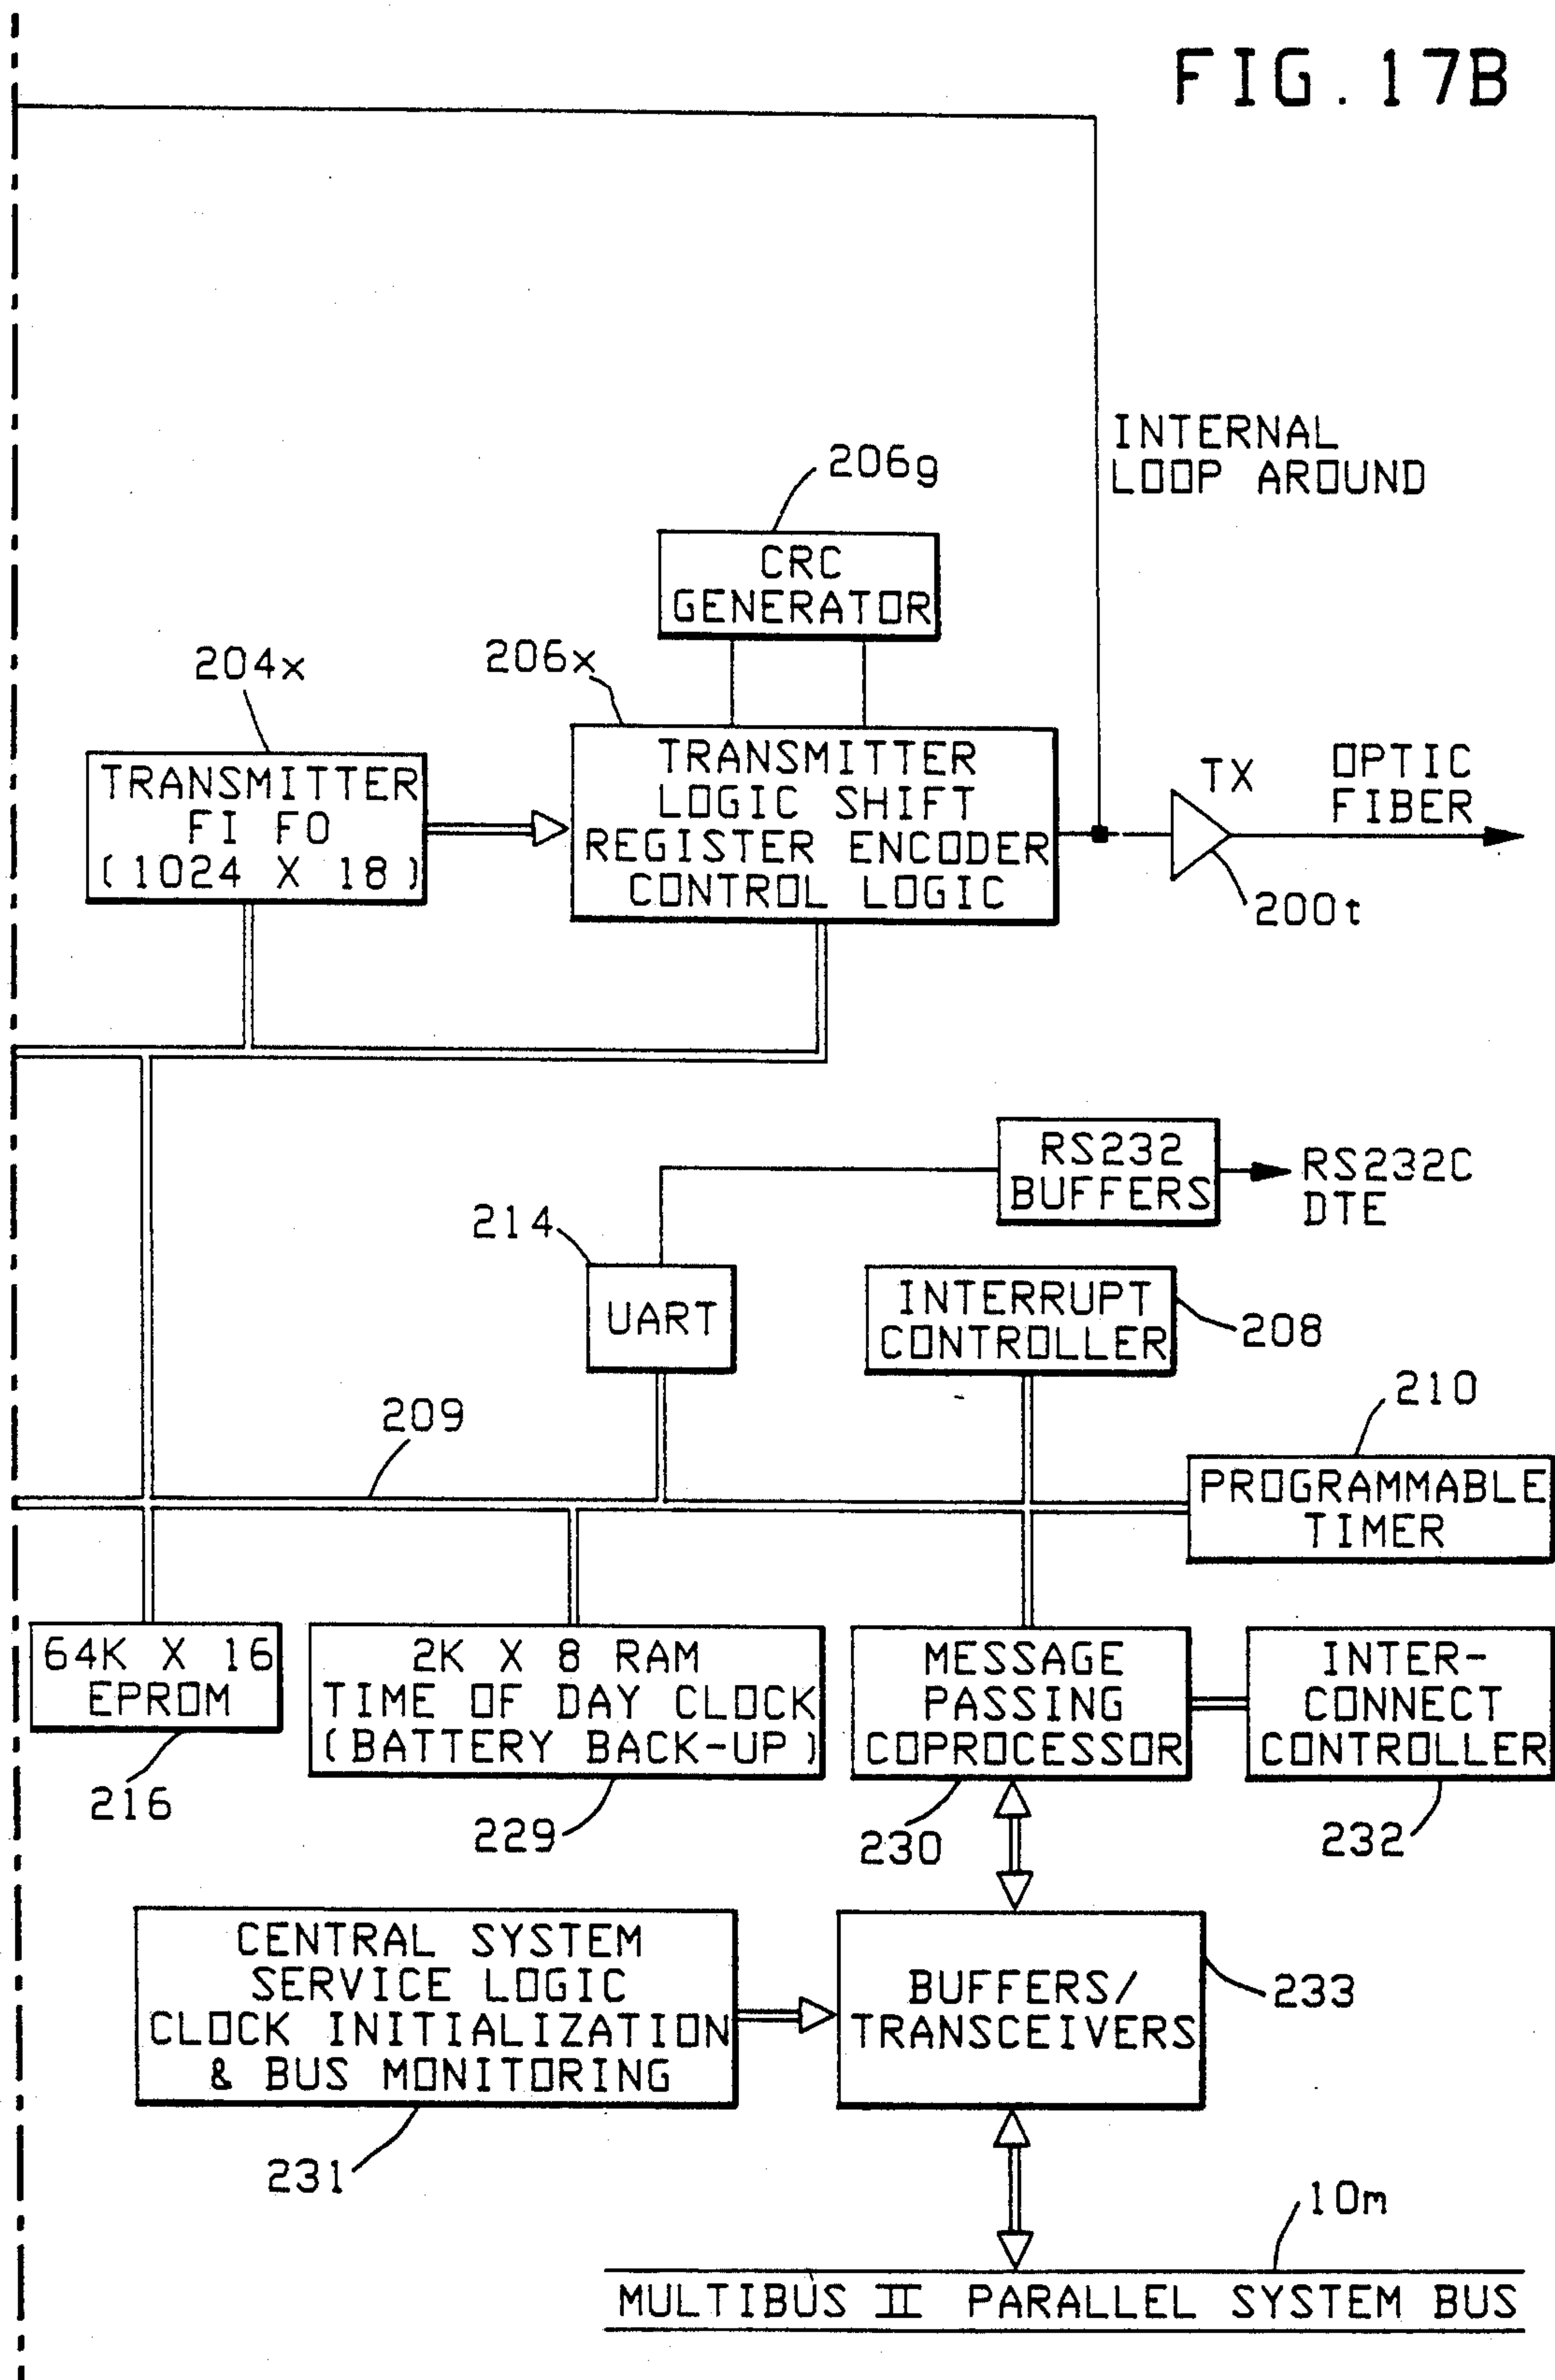 FIG. 17B
INTERNAL
LOOP AROUND
206g
CRC
GENERATOR
204x
206x
TRANSMITTER
FI FO
(1024 X 18)
TRANSMITTER
LOGIC SHIFT
REGISTER ENCODER
CONTROL LOGIC
TX
OPTIC
FIBER
200t
RS232
BUFFERS
RS232C
DTE
214
UART
INTERRUPT
CONTROLLER
208
210
209
PROGRAMMABLE
TIMER
64K X 16
EPROM
216
2K X 8 RAM
TIME OF DAY CLOCK
(BATTERY BACK-UP)
229
MESSAGE
PASSING
COPROCESSOR
230
INTER-
CONNECT
CONTROLLER
232
CENTRAL SYSTEM
SERVICE LOGIC
CLOCK INITIALIZATION
& BUS MONITORING
231
BUFFERS/
TRANSCEIVERS
233
10m
MULTIBUS II PARALLEL SYSTEM BUS